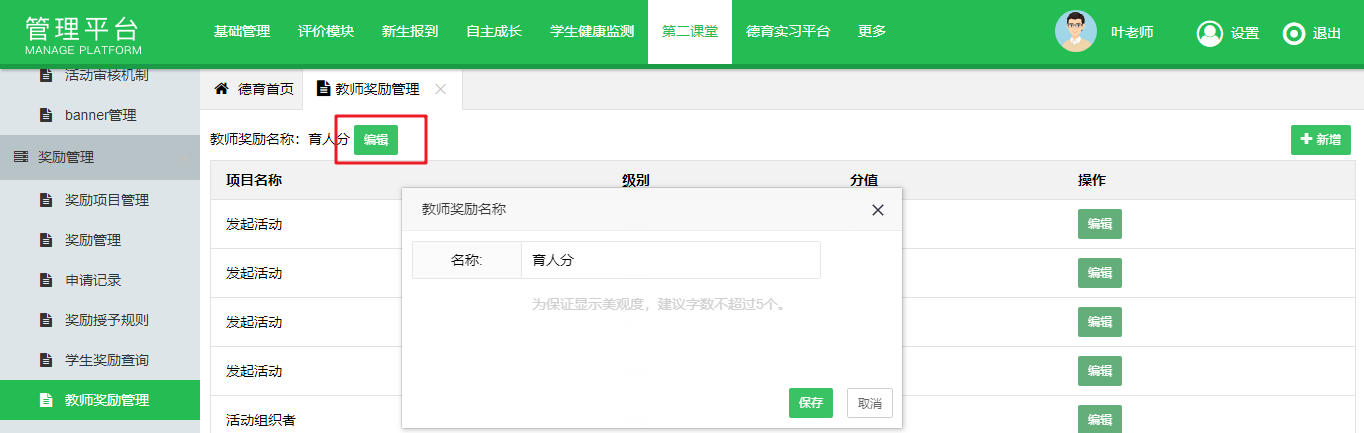 管理平台
MANAGE PLATFORM
基础管理 评价模块 新生报到 自主成长 学生健康监测 第二课堂 德育实习平台 更多
叶老师 设置 退出
活动审核机制
banner管理
奖励管理
奖励项目管理
奖励管理
申请记录
奖励授予规则
学生奖励查询
教师奖励管理
德育首页 教师奖励管理
教师奖励名称：育人分 编辑
新增
项目名称 级别 分值 操作
发起活动 编辑
发起活动 编辑
发起活动 编辑
发起活动 编辑
活动组织者 编辑
教师奖励名称
名称: 育人分
为保证显示美观度，建议字数不超过5个。
保存 取消